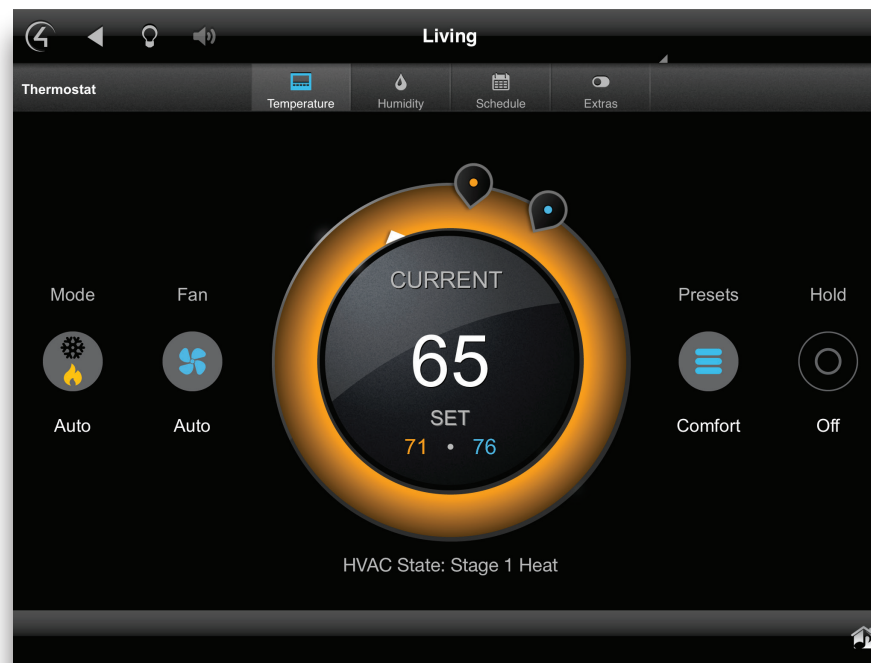 Living
Thermostat
Temperature
Humidity
Schedule
Extras
Mode
Fan
CURRENT
Presets
Hold
65
SET
71 • 76
Auto
Auto
Comfort
Off
HVAC State: Stage 1 Heat